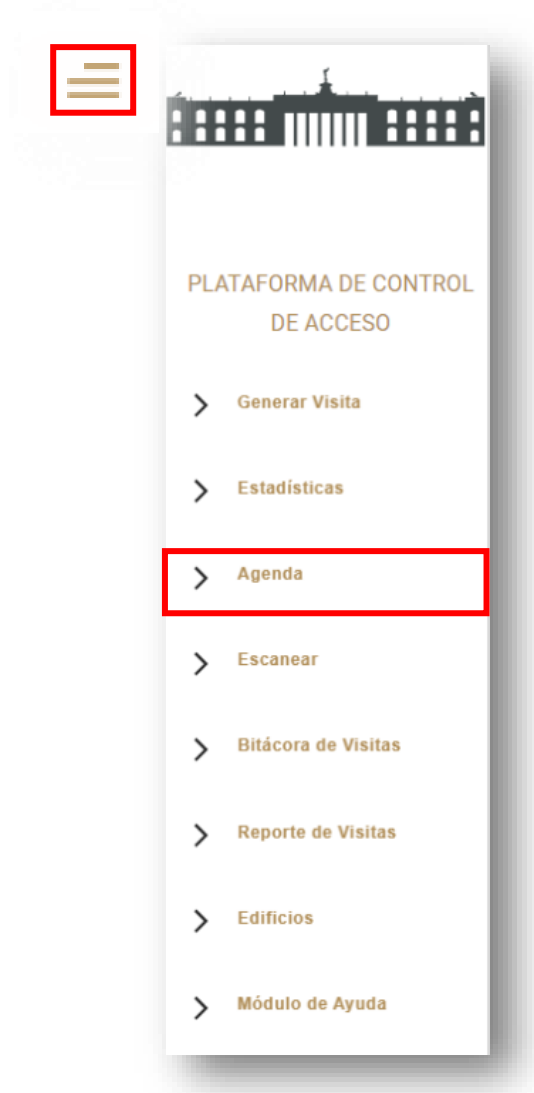 PLATAFORMA DE CONTROL
DE ACCESO
Generar Visita
Estadísticas
Agenda
Escanear
Bitácora de Visitas
Reporte de Visitas
Edificios
Módulo de Ayuda